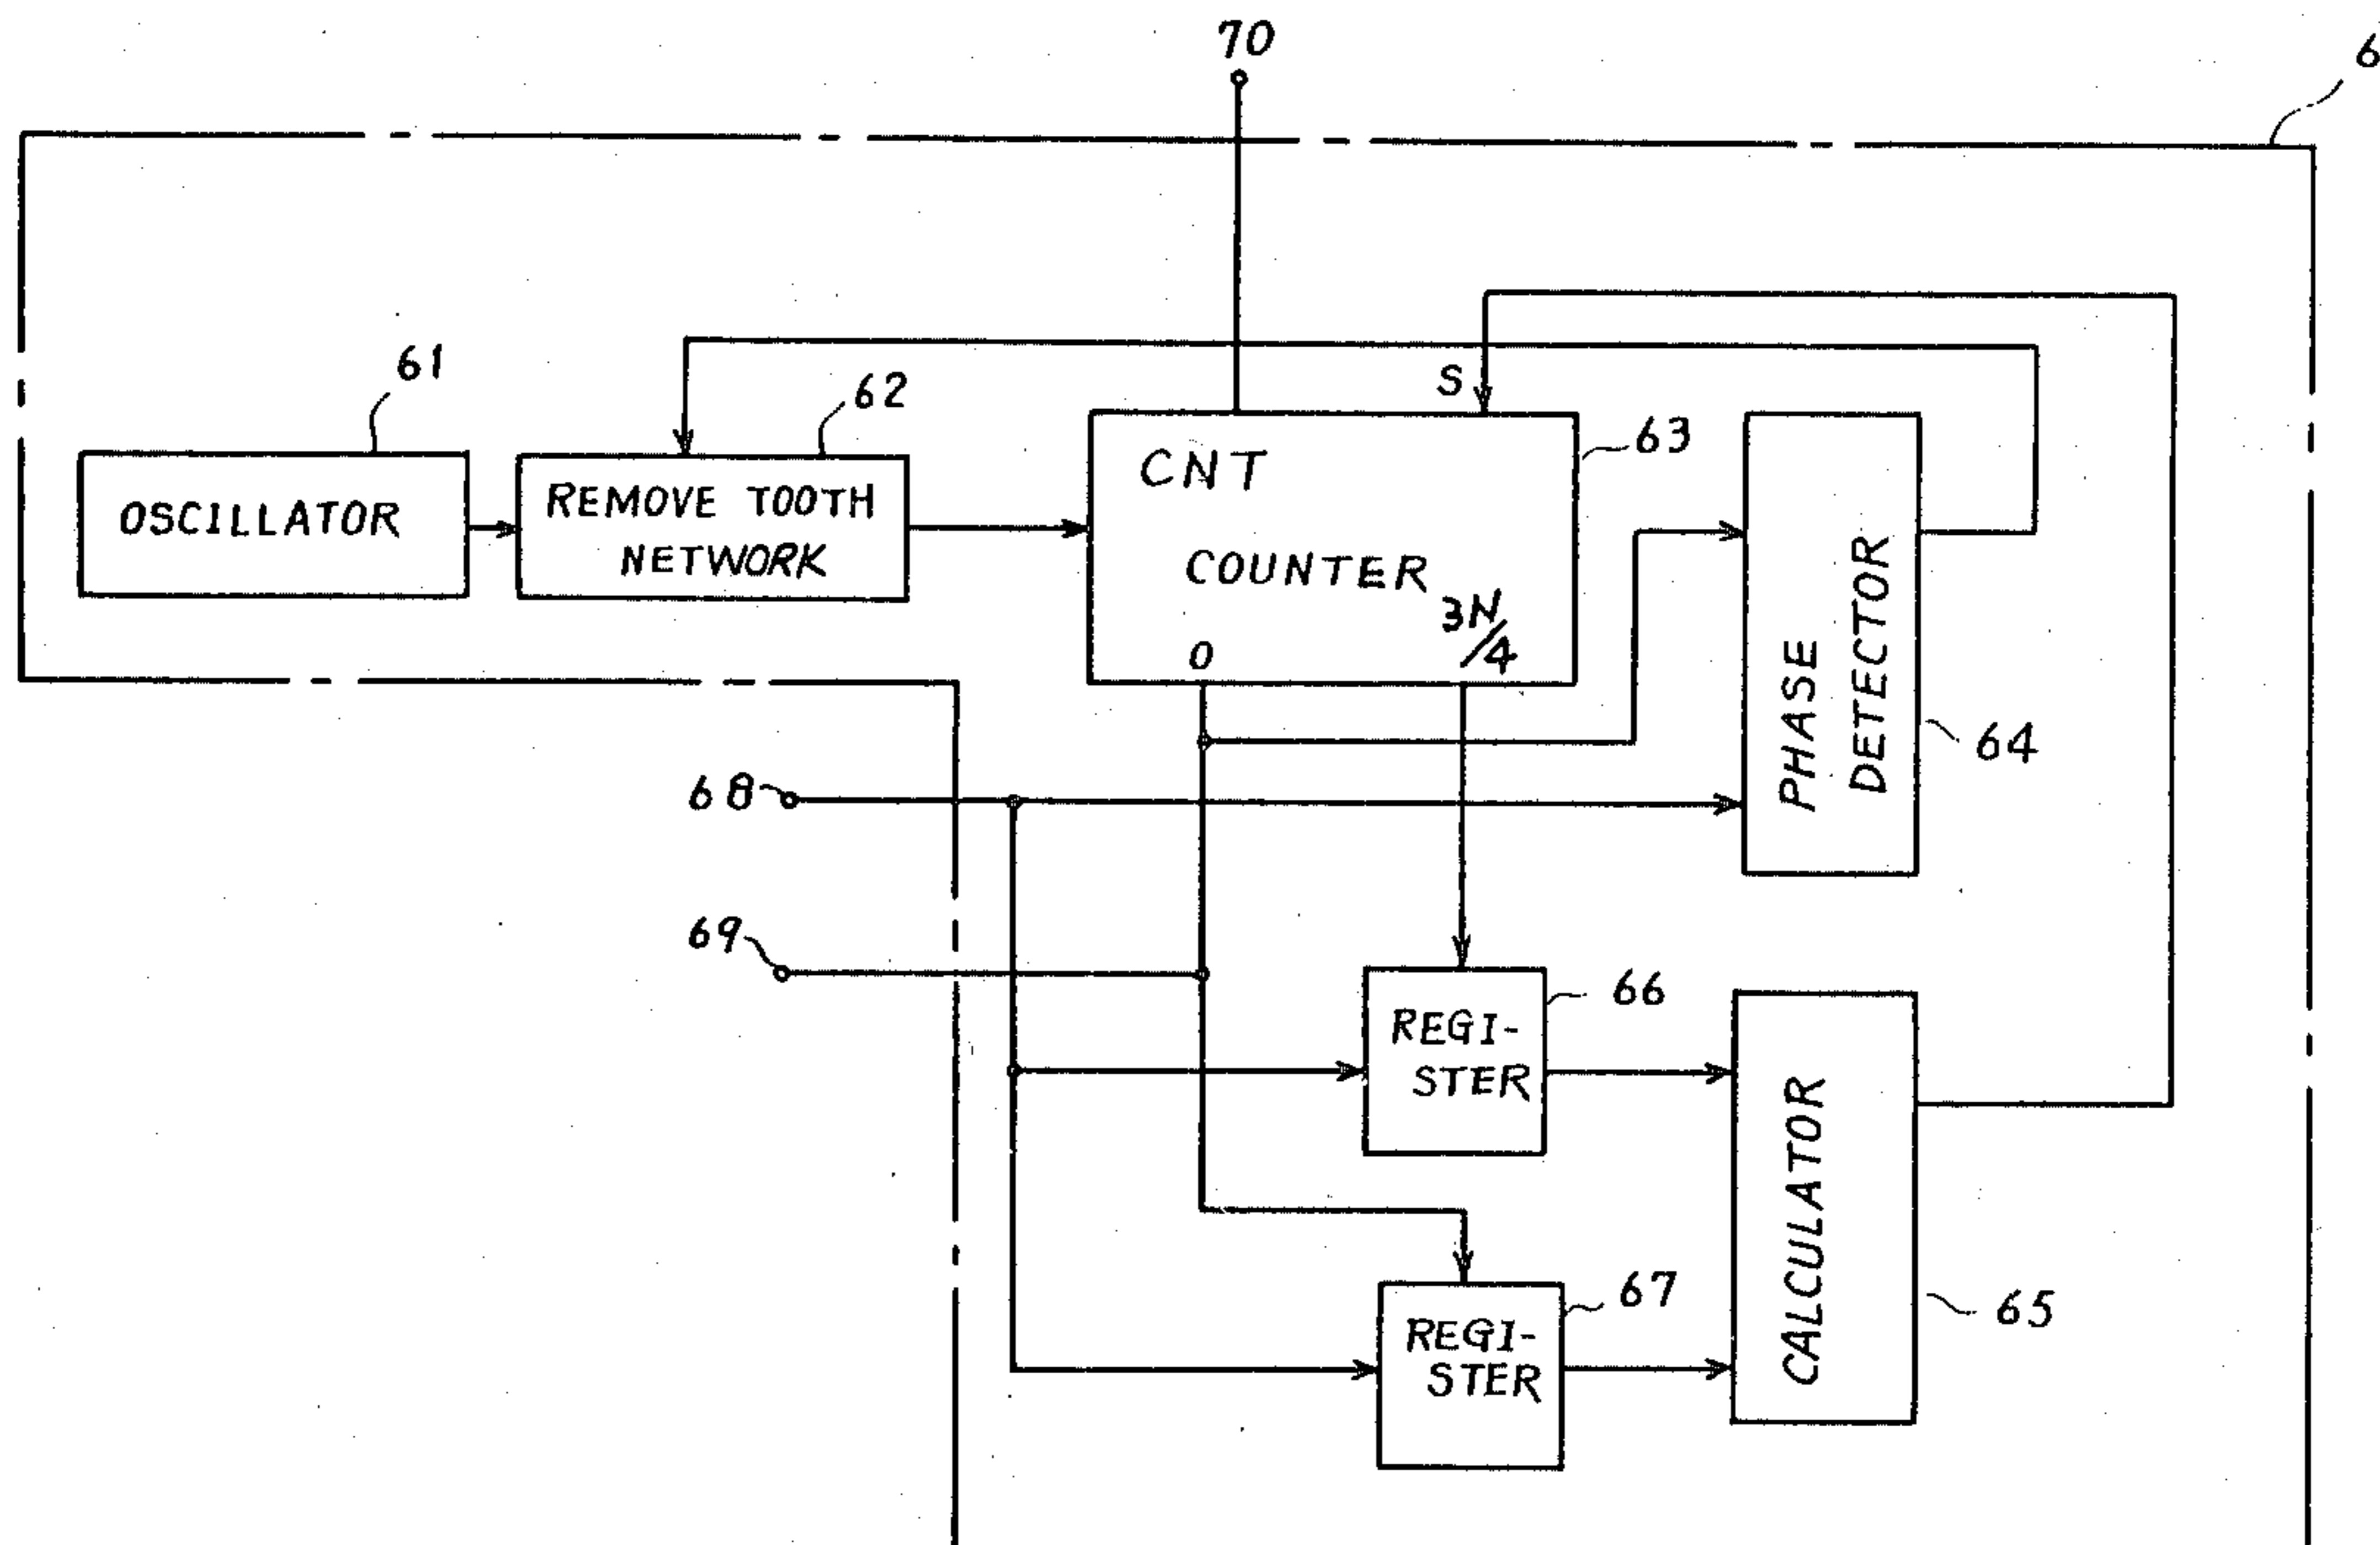 70
6
61
62
S
63
OSCILLATOR
REMOVE TOOTH
NETWORK
CNT
COUNTER
3N/4
0
PHASE
DETECTOR
64
68
69
66
REGI-
STER
67
REGI-
STER
CALCULATOR
65